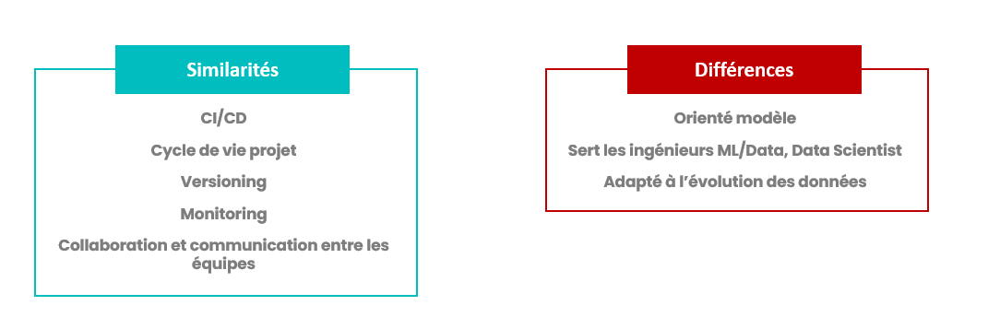 Similarités
CI/CD
Cycle de vie projet
Versioning
Monitoring
Collaboration et communication entre les
équipes
Différences
Orienté modèle
Sert les ingénieurs ML/Data, Data Scientist
Adapté à l’évolution des données